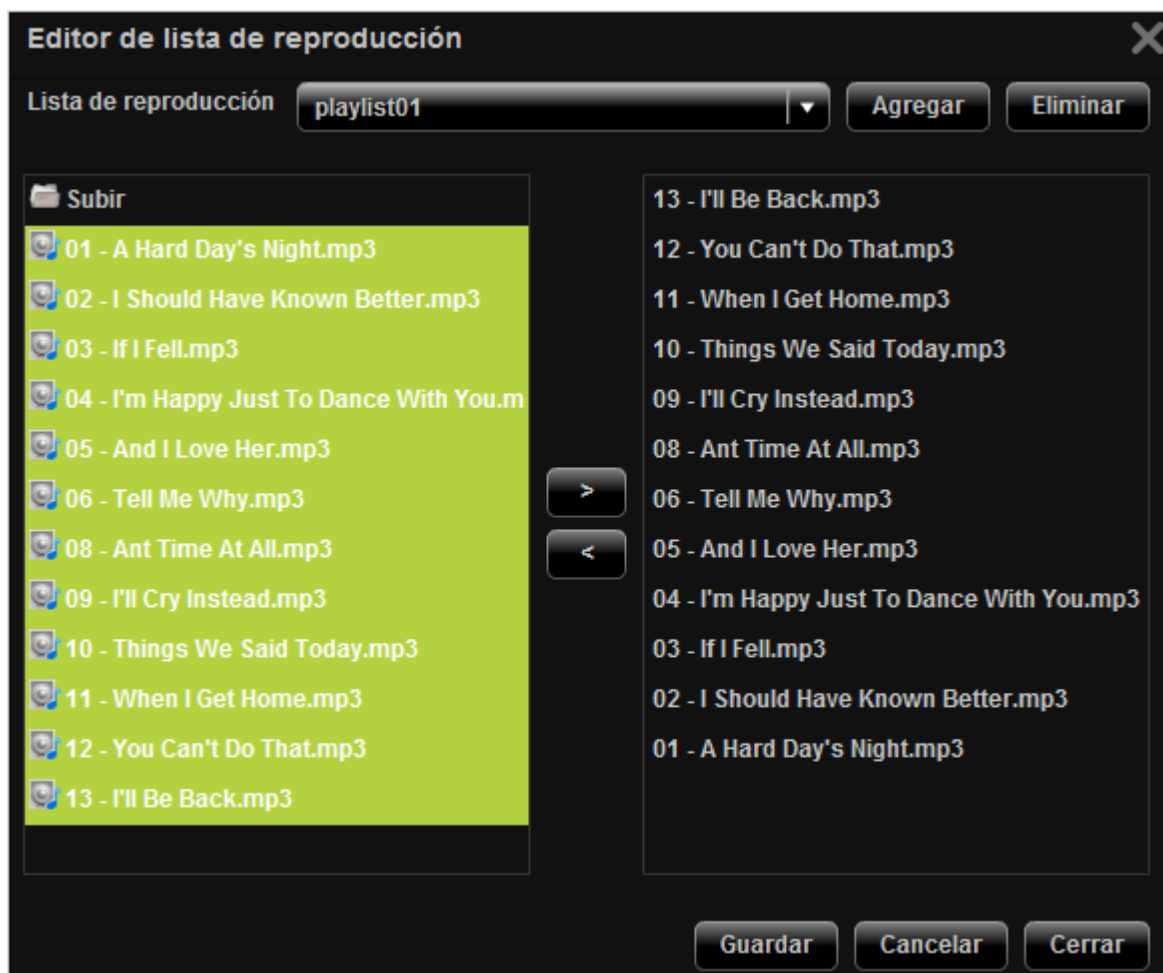 Editor de lista de reproducción
Lista de reproducción playlist01 Agregar Eliminar
Subir
01 - A Hard Day's Night.mp3
02 - I Should Have Known Better.mp3
03 - If I Fell.mp3
04 - I'm Happy Just To Dance With You.m
05 - And I Love Her.mp3
06 - Tell Me Why.mp3
08 - Ant Time At All.mp3
09 - I'll Cry Instead.mp3
10 - Things We Said Today.mp3
11 - When I Get Home.mp3
12 - You Can't Do That.mp3
13 - I'll Be Back.mp3
>
<
13 - I'll Be Back.mp3
12 - You Can't Do That.mp3
11 - When I Get Home.mp3
10 - Things We Said Today.mp3
09 - I'll Cry Instead.mp3
08 - Ant Time At All.mp3
06 - Tell Me Why.mp3
05 - And I Love Her.mp3
04 - I'm Happy Just To Dance With You.mp3
03 - If I Fell.mp3
02 - I Should Have Known Better.mp3
01 - A Hard Day's Night.mp3
Guardar Cancelar Cerrar